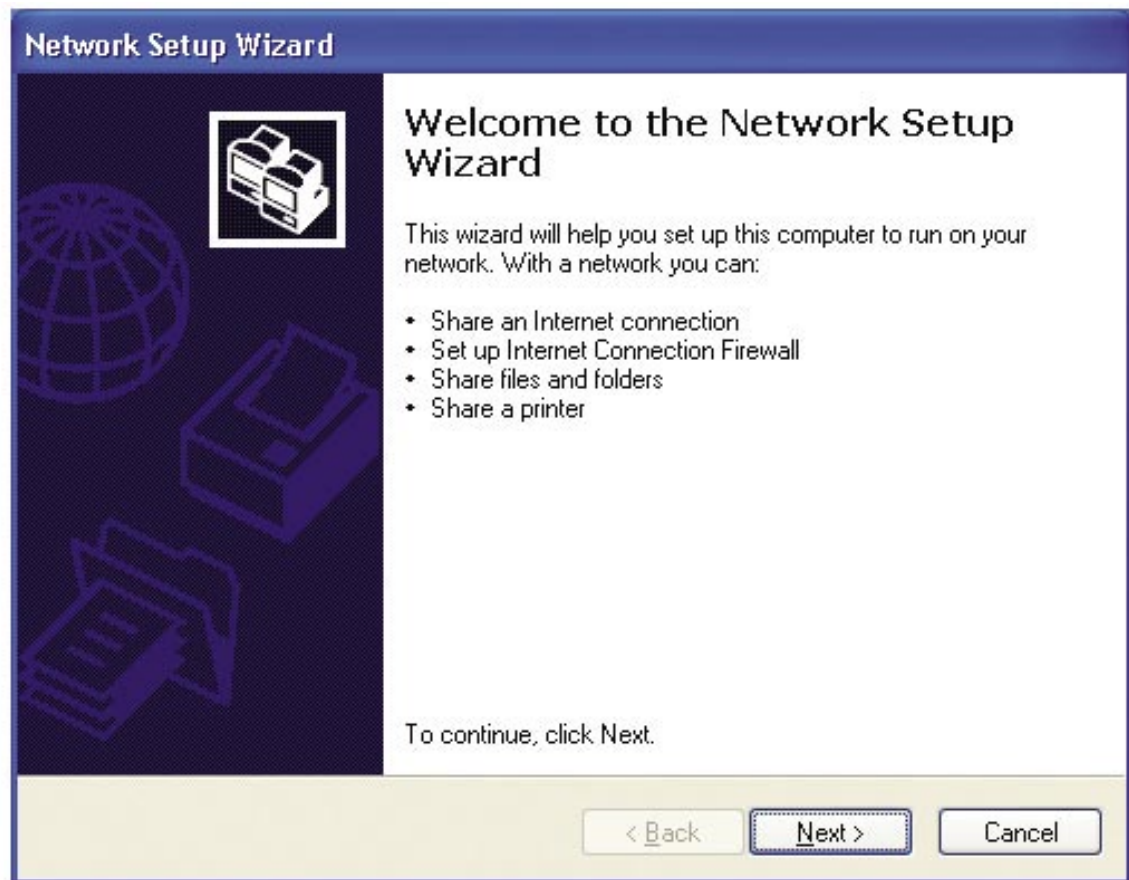 Network Setup Wizard
Welcome to the Network Setup
Wizard
This wizard will help you set up this computer to run on your
network. With a network you can:
• Share an Internet connection
• Set up Internet Connection Firewall
• Share files and folders
• Share a printer
To continue, click Next.
< Back
Next >
Cancel